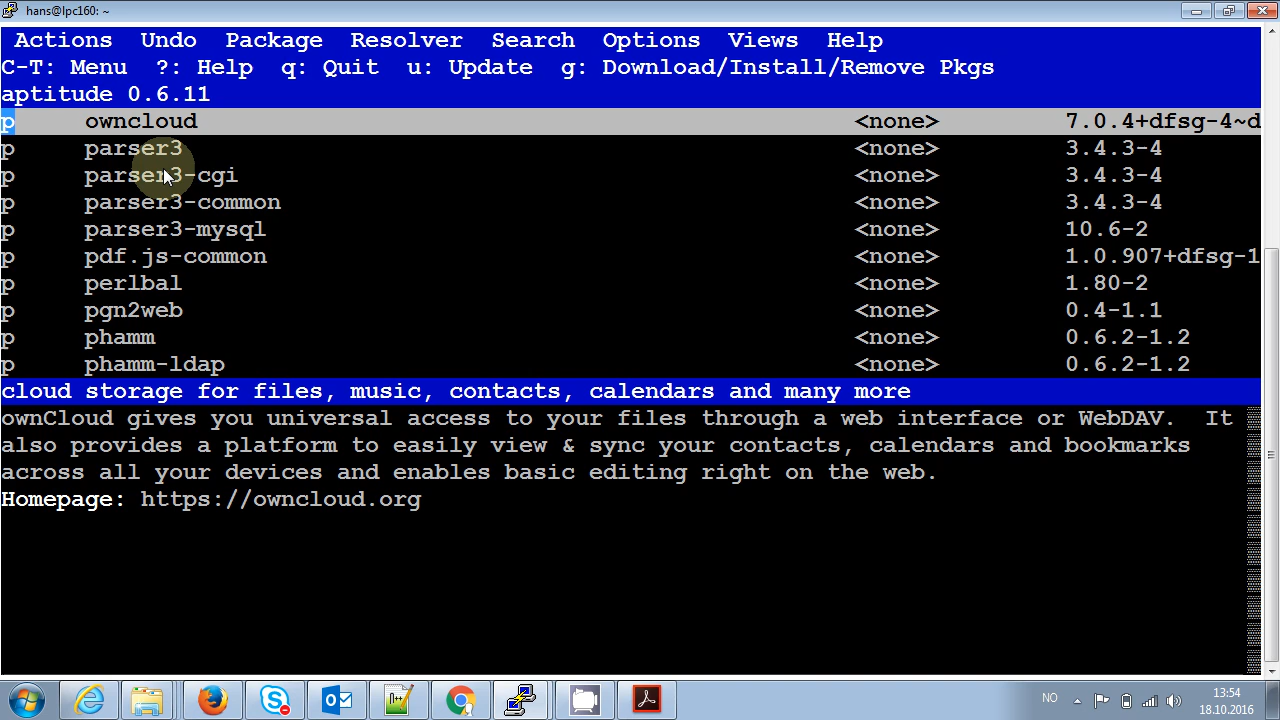 hans@lpc160: ~
Actions Undo Package Resolver Search Options Views Help
C-T: Menu ?: Help q: Quit u: Update g: Download/Install/Remove Pkgs
aptitude 0.6.11
p owncloud <none> 7.0.4+dfsg-4~d
p parser3 <none> 3.4.3-4
p parser3-cgi <none> 3.4.3-4
p parser3-common <none> 3.4.3-4
p parser3-mysql <none> 10.6-2
p pdf.js-common <none> 1.0.907+dfsg-1
p perlbal <none> 1.80-2
p pgn2web <none> 0.4-1.1
p phamm <none> 0.6.2-1.2
p phamm-ldap <none> 0.6.2-1.2
cloud storage for files, music, contacts, calendars and many more
ownCloud gives you universal access to your files through a web interface or WebDAV. It
also provides a platform to easily view & sync your contacts, calendars and bookmarks
across all your devices and enables basic editing right on the web.
Homepage: https://owncloud.org
NO
13:54
18.10.2016